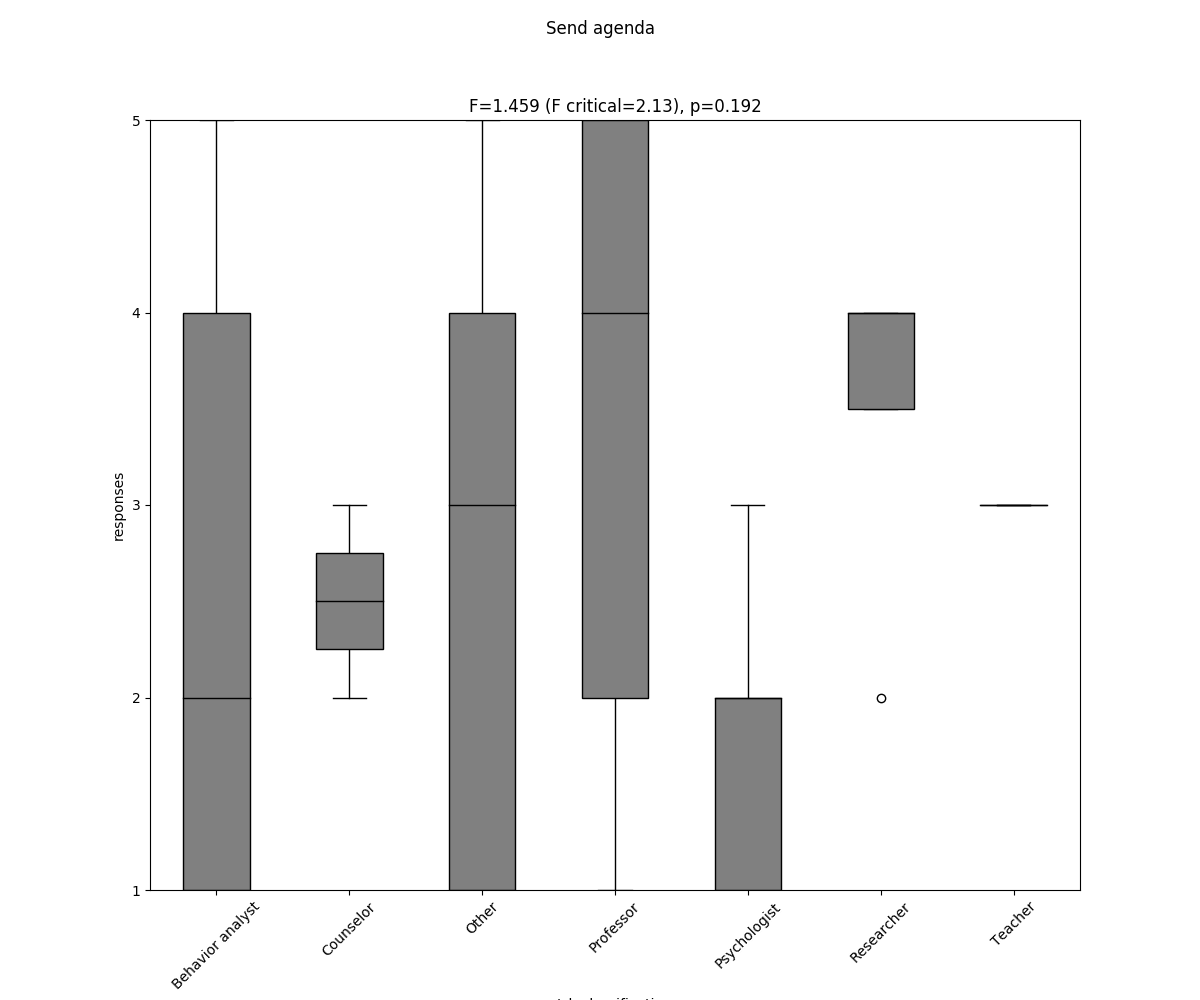 Send agenda
F=1.459 (F critical=2.13), p=0.192
5
4
3
2
1
responses
Behavior analyst
Counselor
Other
Professor
Psychologist
Researcher
Teacher